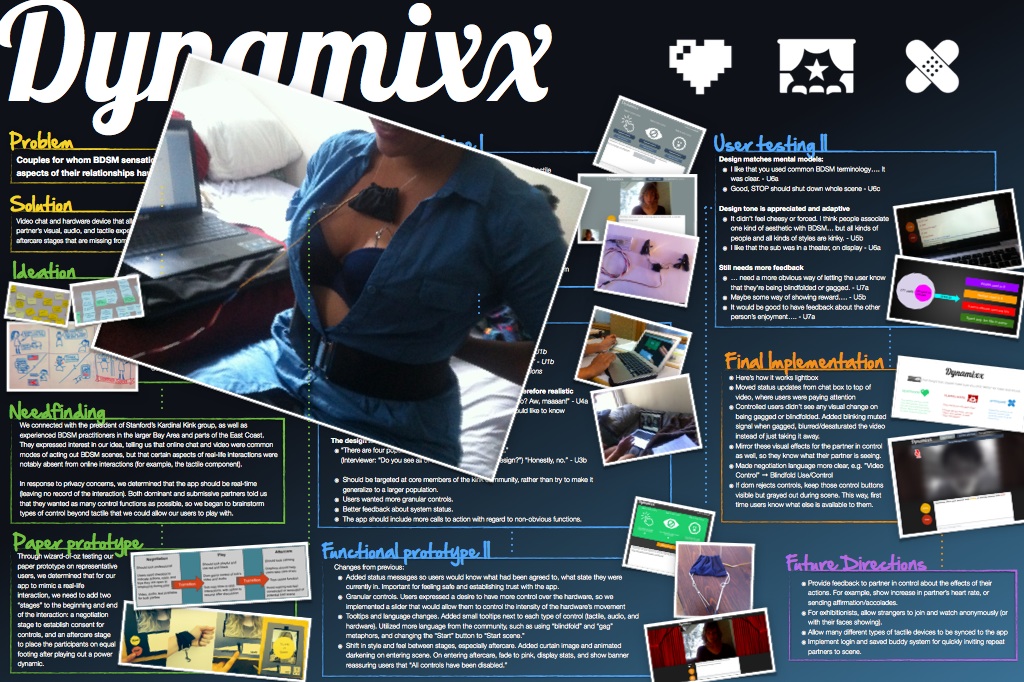 Dynamixx
Problem
Couples for whom BDSM
aspects of their relationships
Solution
Video chat and hardware device that
partner's visual, audio, and tactile
aftercare stages that are missing from
Ideation
Needfinding
We connected with the president of Stanford's Kardinal Kink group, as well as
experienced BDSM practitioners in the larger Bay Area and parts of the East Coast.
They expressed interest in our idea, telling us that online chat and video were common
modes of acting out BDSM scenes, but that certain aspects of real-life interactions were
notably absent from online interactions (for example, the tactile component).
In response to privacy concerns, we determined that the app should be real-time
(leaving no record of the interaction). Both dominant and submissive partners told us
that they wanted as many control functions as possible, so we began to brainstorm
types of control beyond tactile that we could allow our users to play with.
Paper prototype
Through wizard-of-oz testing our
paper prototype on representative
users, we determined that for our
app to mimic a real-life
interaction, we need to add two
"stages" to the beginning and end
of the interaction: a negotiation
stage to establish consent for
controls, and an aftercare stage
to place the participants on equal
footing after playing out a power
dynamic.
Negotiation
Play
Aftercare
I
U1b
- U1b
erefore realistic
o? Aw, maaan!" - U4a
ould like to know
The design
"There are four
(Interviewer: "Do you see all of
design?") "Honestly, no." - U3b
Should be targeted at core members of the kink community, rather than try to make it
generalize to a larger population.
Users wanted more granular controls.
Better feedback about system status.
The app should include more calls to action with regard to non-obvious functions.
Functional prototype II
Changes from previous:
Added status messages so users would know what had been agreed to, what state they were
currently in. Important for feeling safe and establishing trust with the app.
Granular controls. Users expressed a desire to have more control over the hardware, so we
implemented a slider that would allow them to control the intensity of the hardware's movement
Tooltips and language changes. Added small tooltips next to each type of control (tactile, audio, and
hardware). Utilized more language from the community, such as using "blindfold" and "gag"
metaphors, and changing the "Start" button to "Start scene."
Shift in style and feel between stages, especially aftercare. Added curtain image and animated
darkening on entering scene. On entering aftercare, fade to pink, display stats, and show banner
reassuring users that "All controls have been disabled."
User testing II
Design matches mental models:
I like that you used common BDSM terminology.... It
was clear. - U6a
Good, STOP should shut down whole scene - U6c
Design tone is appreciated and adaptive
It didn't feel cheesy or forced. I think people associate
one kind of aesthetic with BDSM... but all kinds of
people and all kinds of styles are kinky. - U5b
I like that the sub was in a theater, on display - U6a
Still needs more feedback
... need a more obvious way of letting the user know
that they're being blindfolded or gagged. - U7a
Maybe some way of showing reward.... - U5b
It would be good to have feedback about the other
person's enjoyment.... - U7a
Final Implementation
Here's how it works lightbox
Moved status updates from chat box to top of
video, where users were paying attention
Controlled users didn't see any visual change on
being gagged or blindfolded. Added blinking muted
signal when gagged, blurred/desaturated the video
instead of just taking it away.
Mirror these visual effects for the partner in control
as well, so they know what their partner is seeing.
Made negotiation language more clear, e.g. "Video
Control" → Blindfold Use/Control
If dom rejects controls, keep those control buttons
visible but grayed out during scene. This way, first
time users know what else is available to them.
Dynamixx
Future Directions
Provide feedback to partner in control about the effects of their
actions. For example, show increase in partner's heart rate, or
sending affirmation/accolades.
For exhibitionists, allow strangers to join and watch anonymously (or
with their faces showing).
Allow many different types of tactile devices to be synced to the app
Implement login and saved buddy system for quickly inviting repeat
partners to scene.